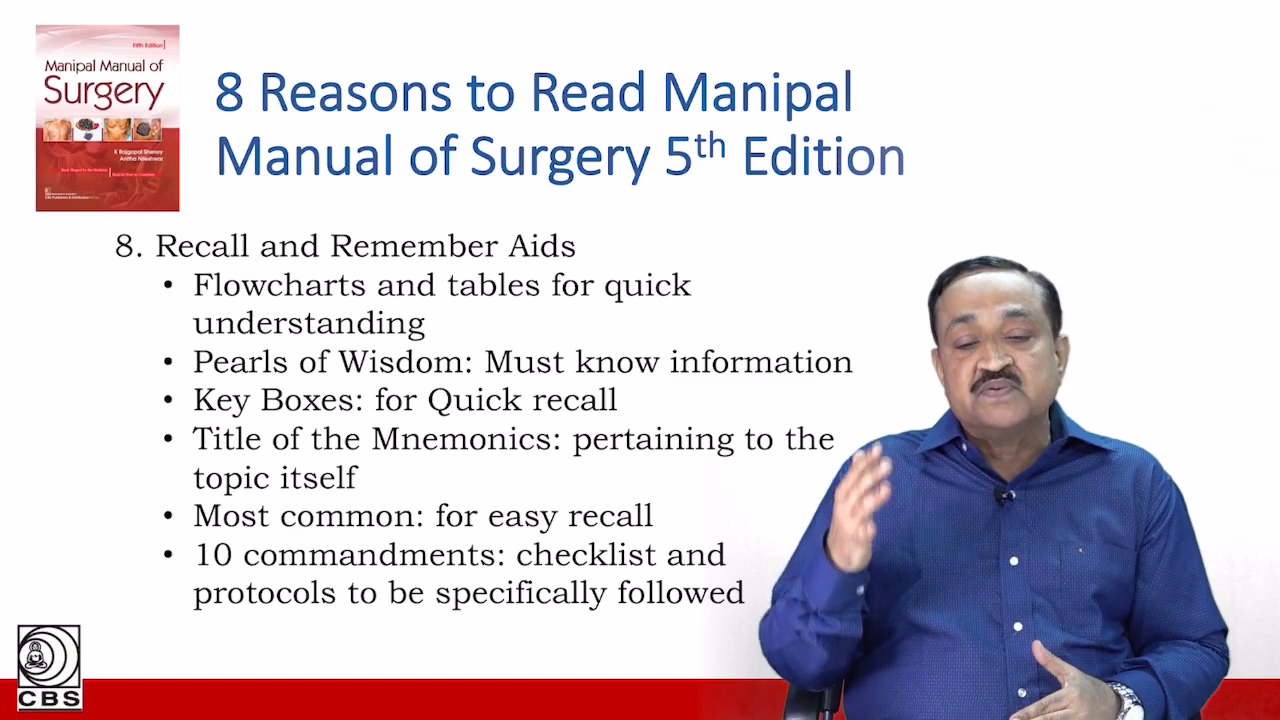 Fifth Edition
Manipal Manual of
Surgery
K Rajgopal Shenoy
Anitha Nileshwar
8 Reasons to Read Manipal
Manual of Surgery 5th Edition
8. Recall and Remember Aids
• Flowcharts and tables for quick
understanding
• Pearls of Wisdom: Must know information
• Key Boxes: for Quick recall
• Title of the Mnemonics: pertaining to the
topic itself
• Most common: for easy recall
• 10 commandments: checklist and
protocols to be specifically followed
CBS